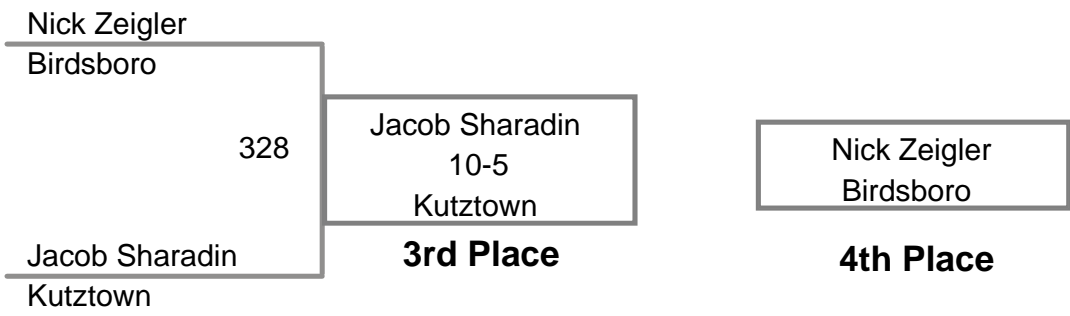 Nick Zeigler
Birdsboro
328
Jacob Sharadin
Kutztown
Jacob Sharadin
10-5
Kutztown
3rd Place
Nick Zeigler
Birdsboro
4th Place